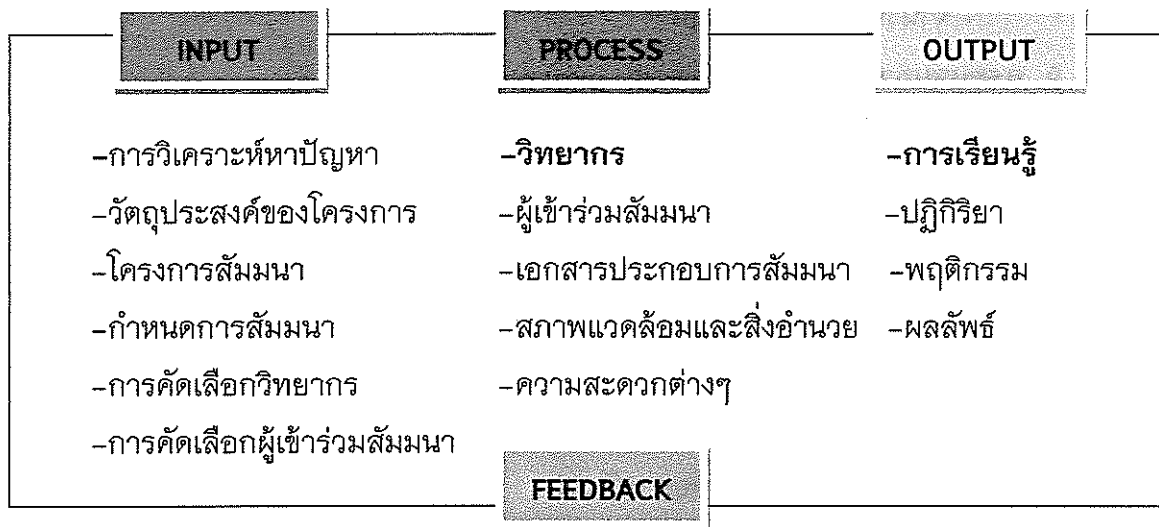 INPUT
PROCESS
OUTPUT
-การวิเคราะห์หาปัญหา
-วัตถุประสงค์ของโครงการ
-โครงการสัมมนา
-กำหนดการสัมมนา
-การคัดเลือกวิทยากร
-การคัดเลือกผู้เข้าร่วมสัมมนา
-วิทยากร
-ผู้เข้าร่วมสัมมนา
-เอกสารประกอบการสัมมนา
-สภาพแวดล้อมและสิ่งอำนวย
-ความสะดวกต่างๆ
-การเรียนรู้
-ปฏิกิริยา
-พฤติกรรม
-ผลลัพธ์
FEEDBACK